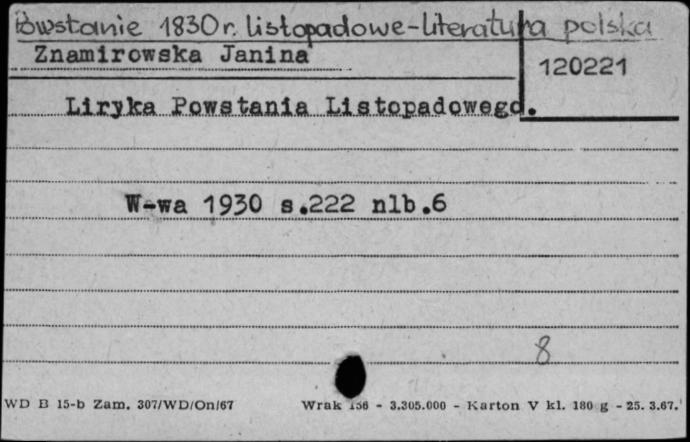 Powstanie 1830 r. listopadowe - literatura polska
Znamirowska Janina
120221
Liryka Powstania Listopadowego.
W-wa 1930 s.222 nlb.6
8
WD B 15-b Zam. 307/WD/On/67 Wrak 156 - 3.305.000 - Karton V kl. 180 g - 25. 3.67.